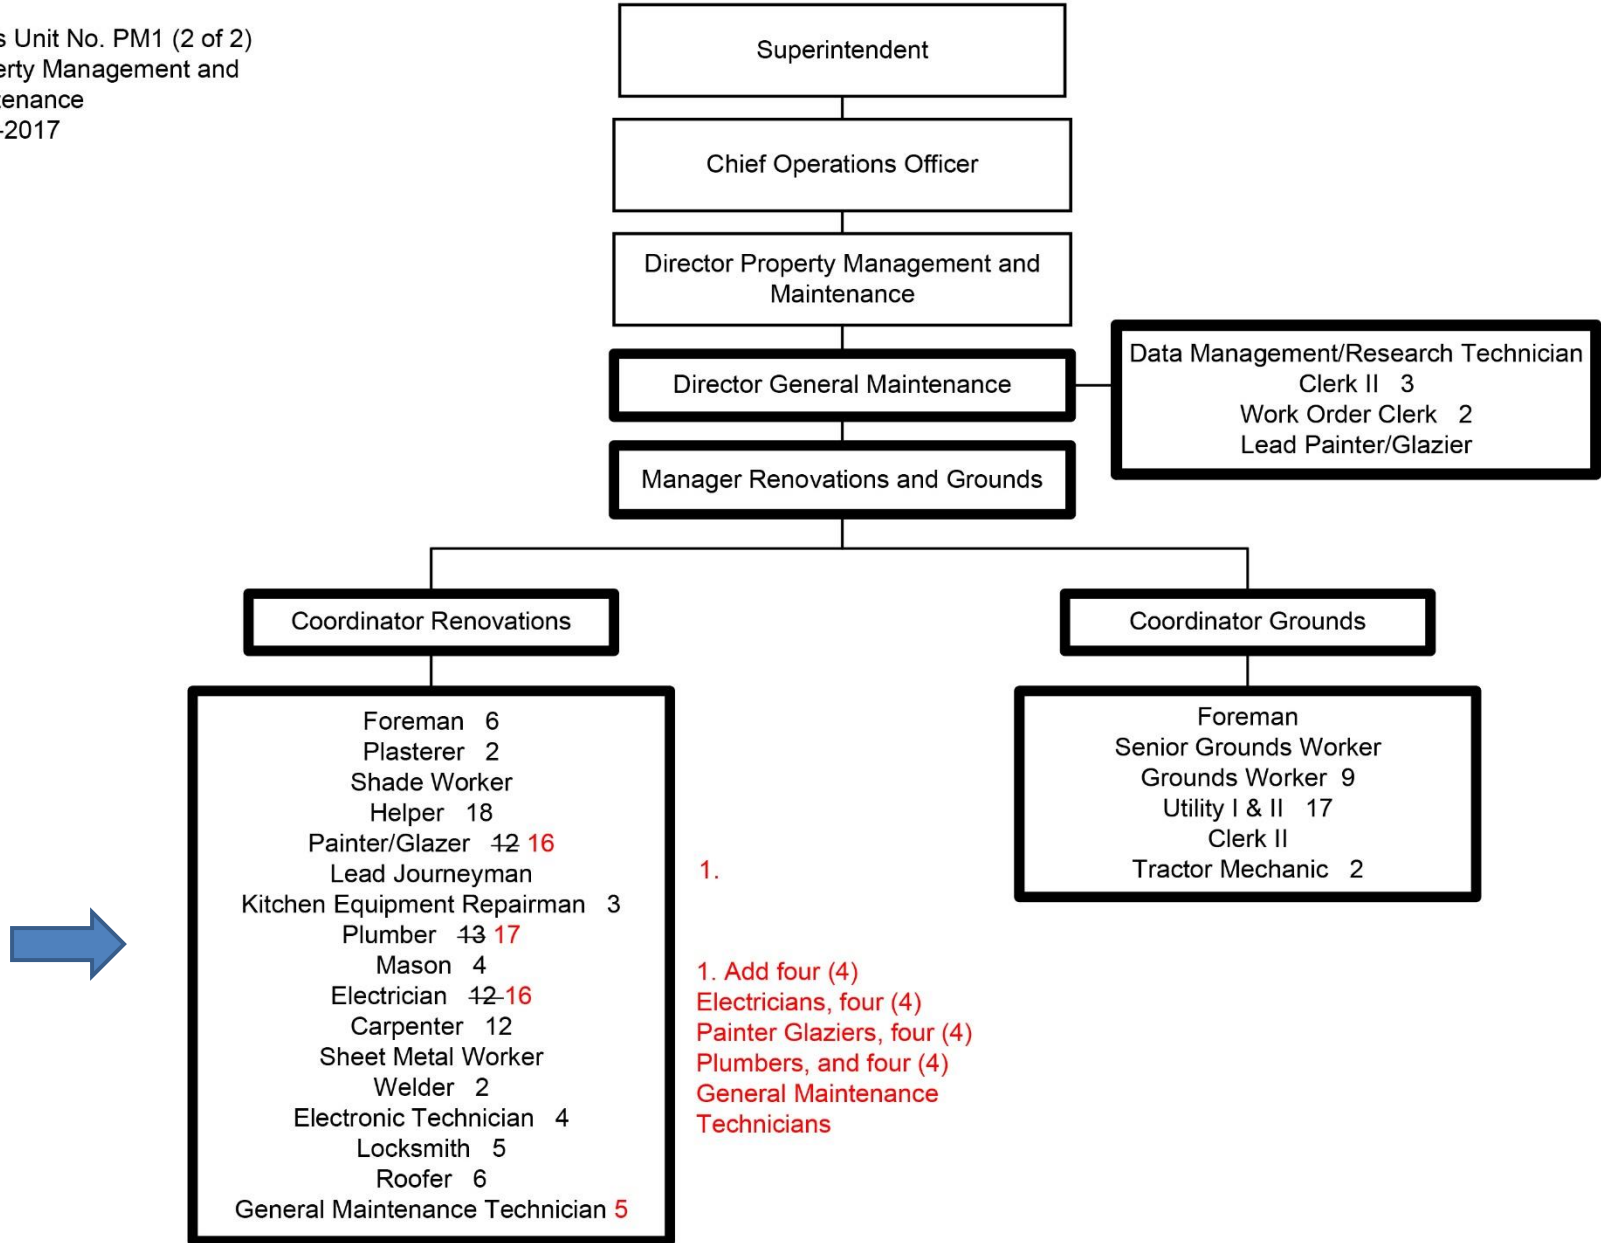 s Unit No. PM1 (2 of 2)
erty Management and
tenance
-2017
Superintendent
Chief Operations Officer
Director Property Management and
Maintenance
Director General Maintenance
Data Management/Research Technician
Clerk II 3
Work Order Clerk 2
Lead Painter/Glazier
Manager Renovations and Grounds
Coordinator Renovations
Coordinator Grounds
Foreman 6
Plasterer 2
Shade Worker
Helper 18
Painter/Glazer 12 16
Lead Journeyman
Kitchen Equipment Repairman 3
Plumber 13 17
Mason 4
Electrician 12 16
Carpenter 12
Sheet Metal Worker
Welder 2
Electronic Technician 4
Locksmith 5
Roofer 6
General Maintenance Technician 5
1.
1. Add four (4)
Electricians, four (4)
Painter Glaziers, four (4)
Plumbers, and four (4)
General Maintenance
Technicians
Foreman
Senior Grounds Worker
Grounds Worker 9
Utility I & II 17
Clerk II
Tractor Mechanic 2